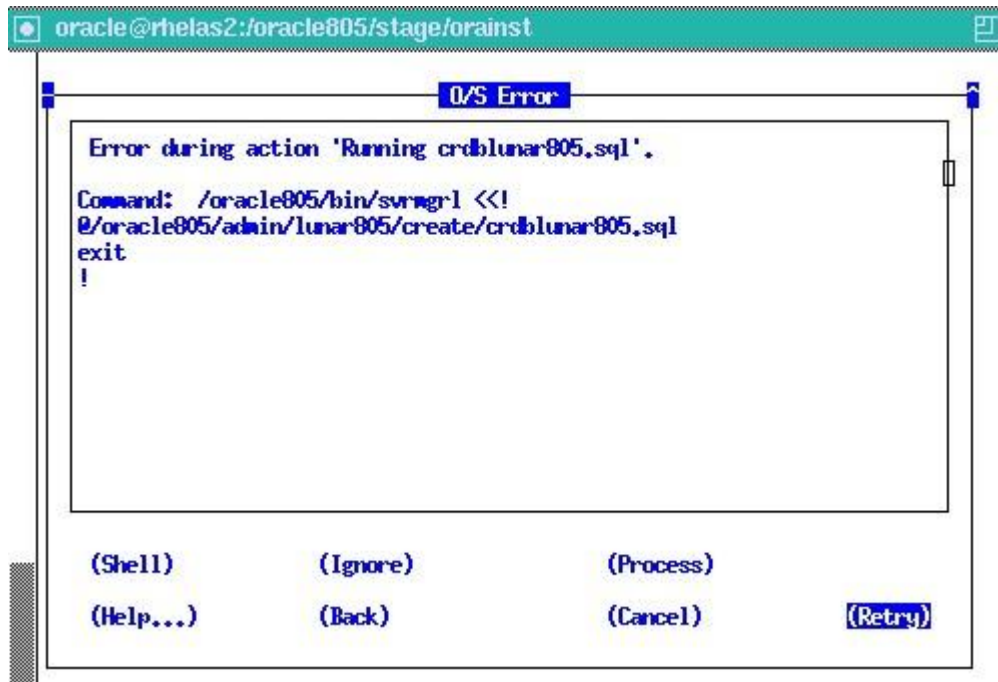 oracle@rhelas2:/oracle805/stage/orainst
O/S Error
Error during action 'Running crdblunar805.sql'.
Command: /oracle805/bin/svrmgrl <<!
@/oracle805/admin/lunar805/create/crdblunar805.sql
exit
!
(Shell) (Ignore) (Process)
(Help...) (Back) (Cancel) (Retry)